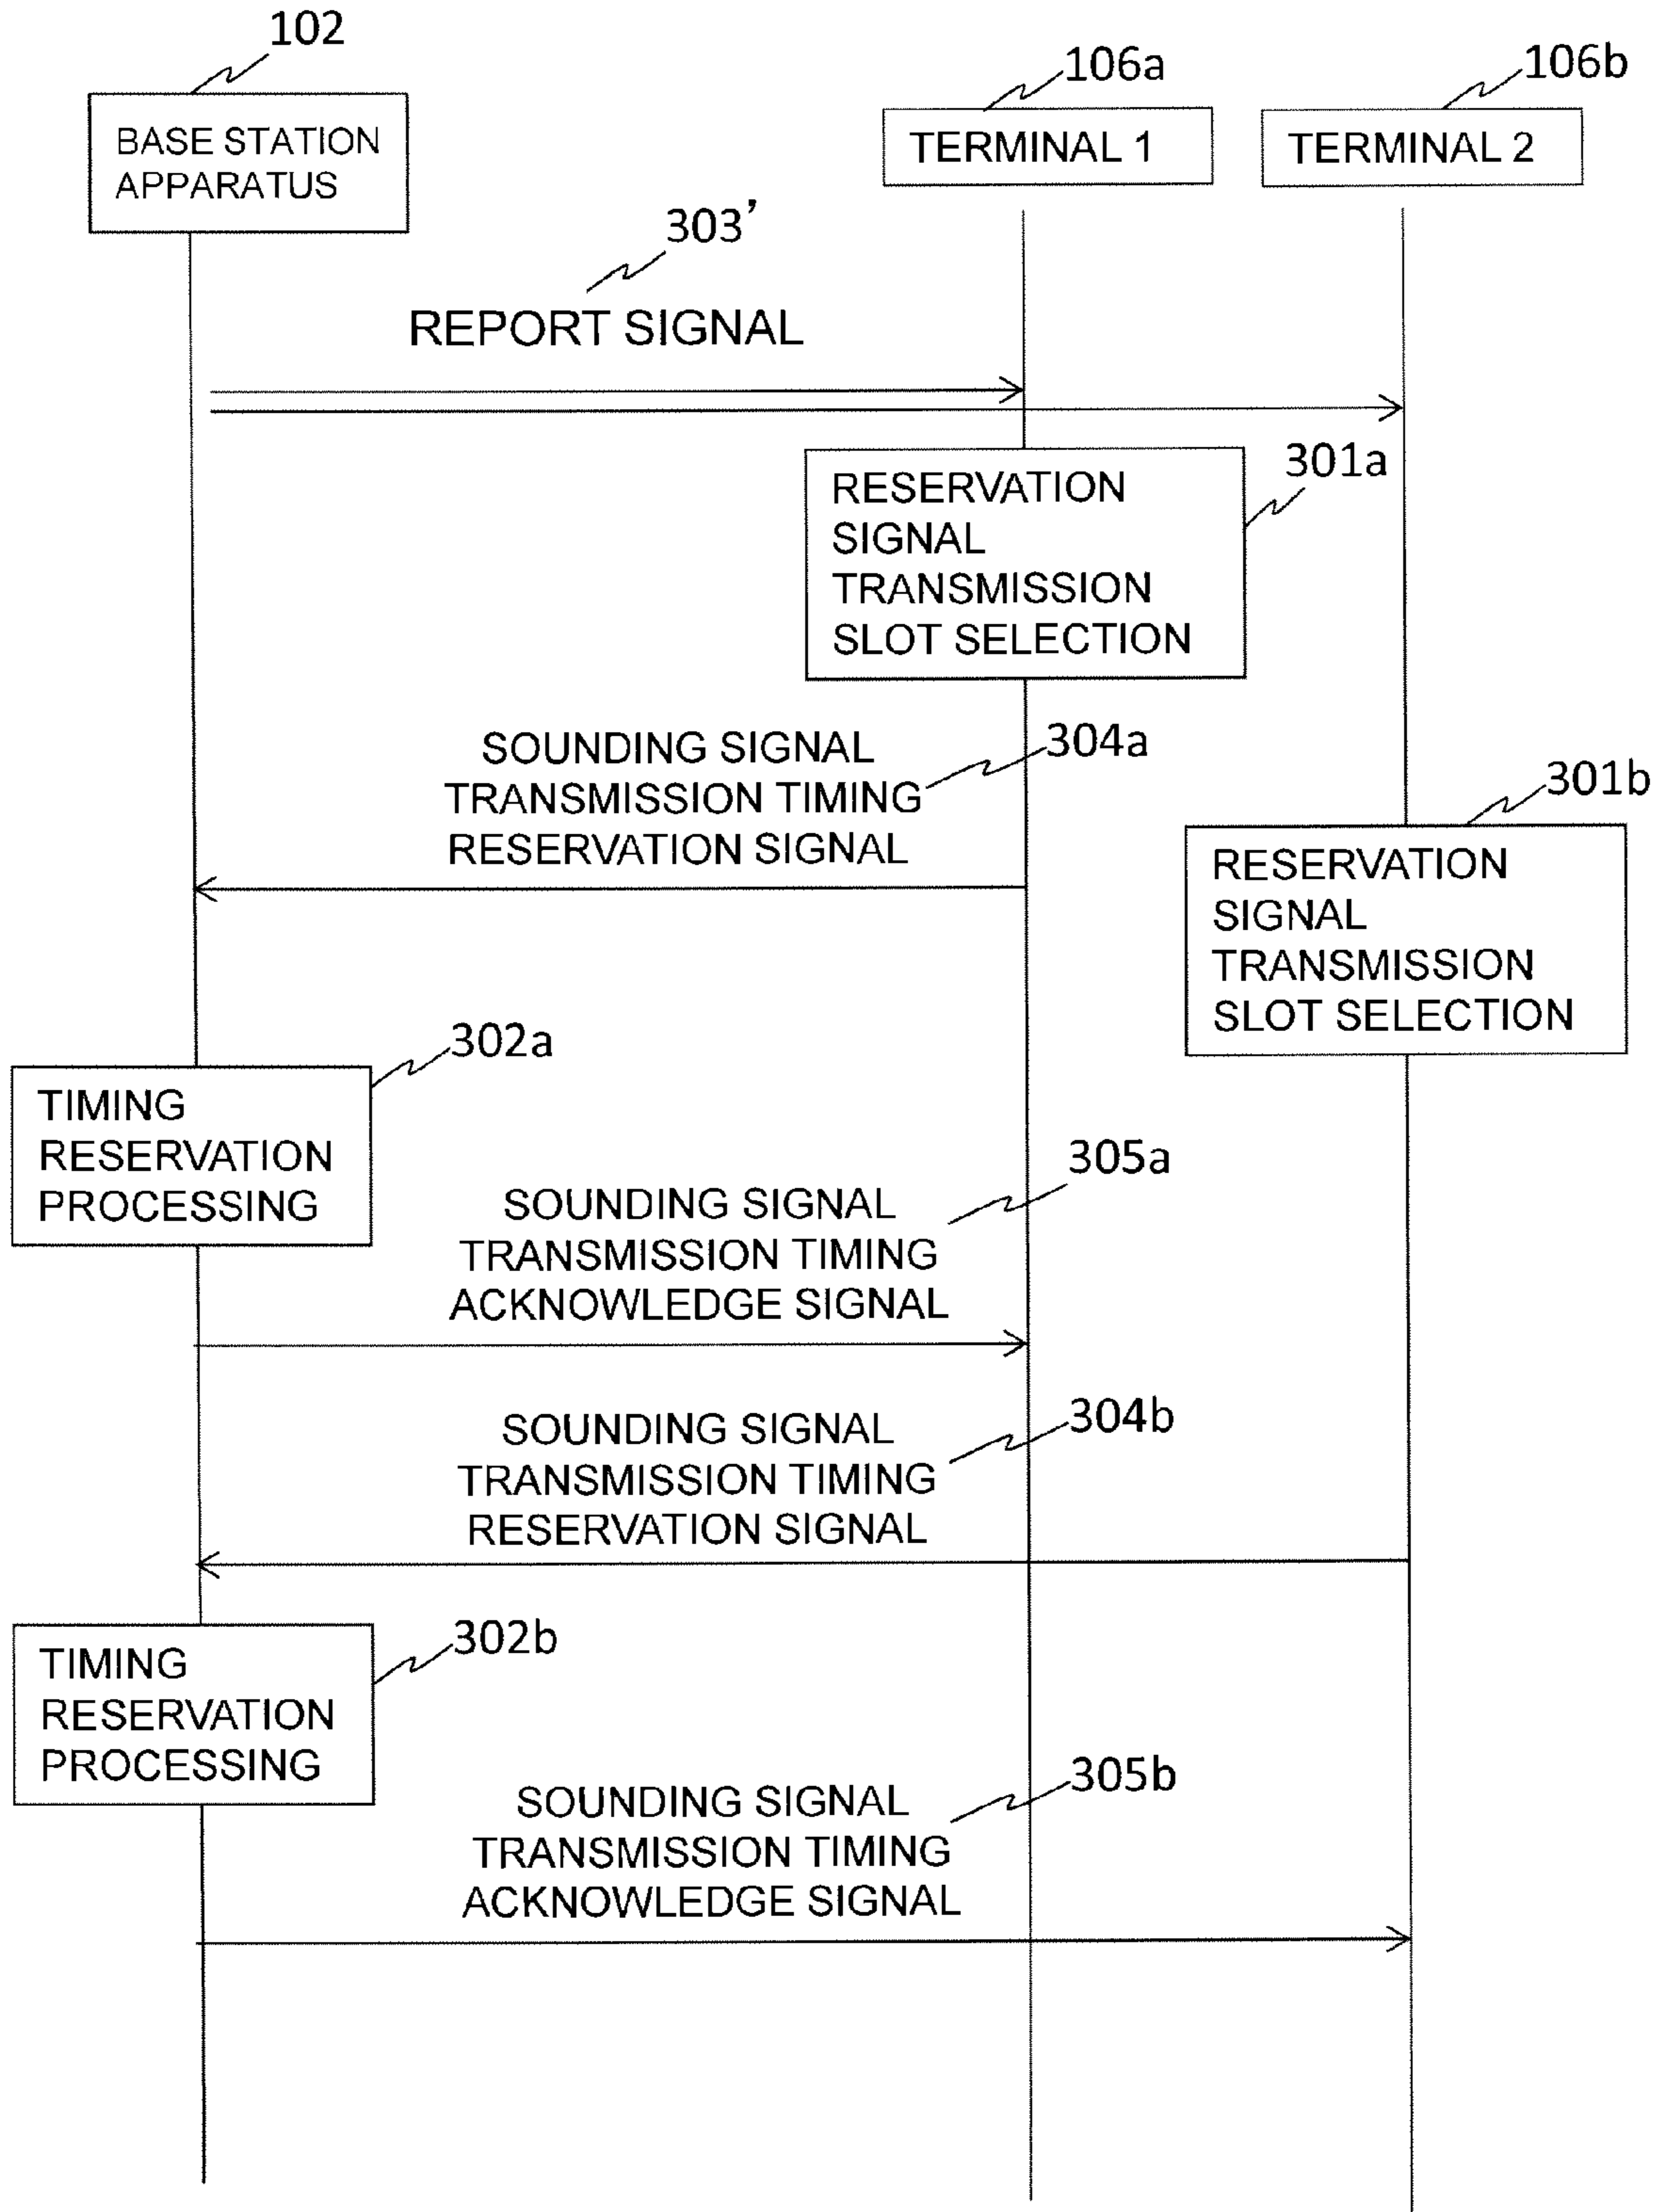 102
106a
106b
BASE STATION
APPARATUS
TERMINAL 1
TERMINAL 2
303'
REPORT SIGNAL
301a
RESERVATION
SIGNAL
TRANSMISSION
SLOT SELECTION
304a
SOUNDING SIGNAL
TRANSMISSION TIMING
RESERVATION SIGNAL
301b
RESERVATION
SIGNAL
TRANSMISSION
SLOT SELECTION
302a
TIMING
RESERVATION
PROCESSING
305a
SOUNDING SIGNAL
TRANSMISSION TIMING
ACKNOWLEDGE SIGNAL
304b
SOUNDING SIGNAL
TRANSMISSION TIMING
RESERVATION SIGNAL
302b
TIMING
RESERVATION
PROCESSING
305b
SOUNDING SIGNAL
TRANSMISSION TIMING
ACKNOWLEDGE SIGNAL